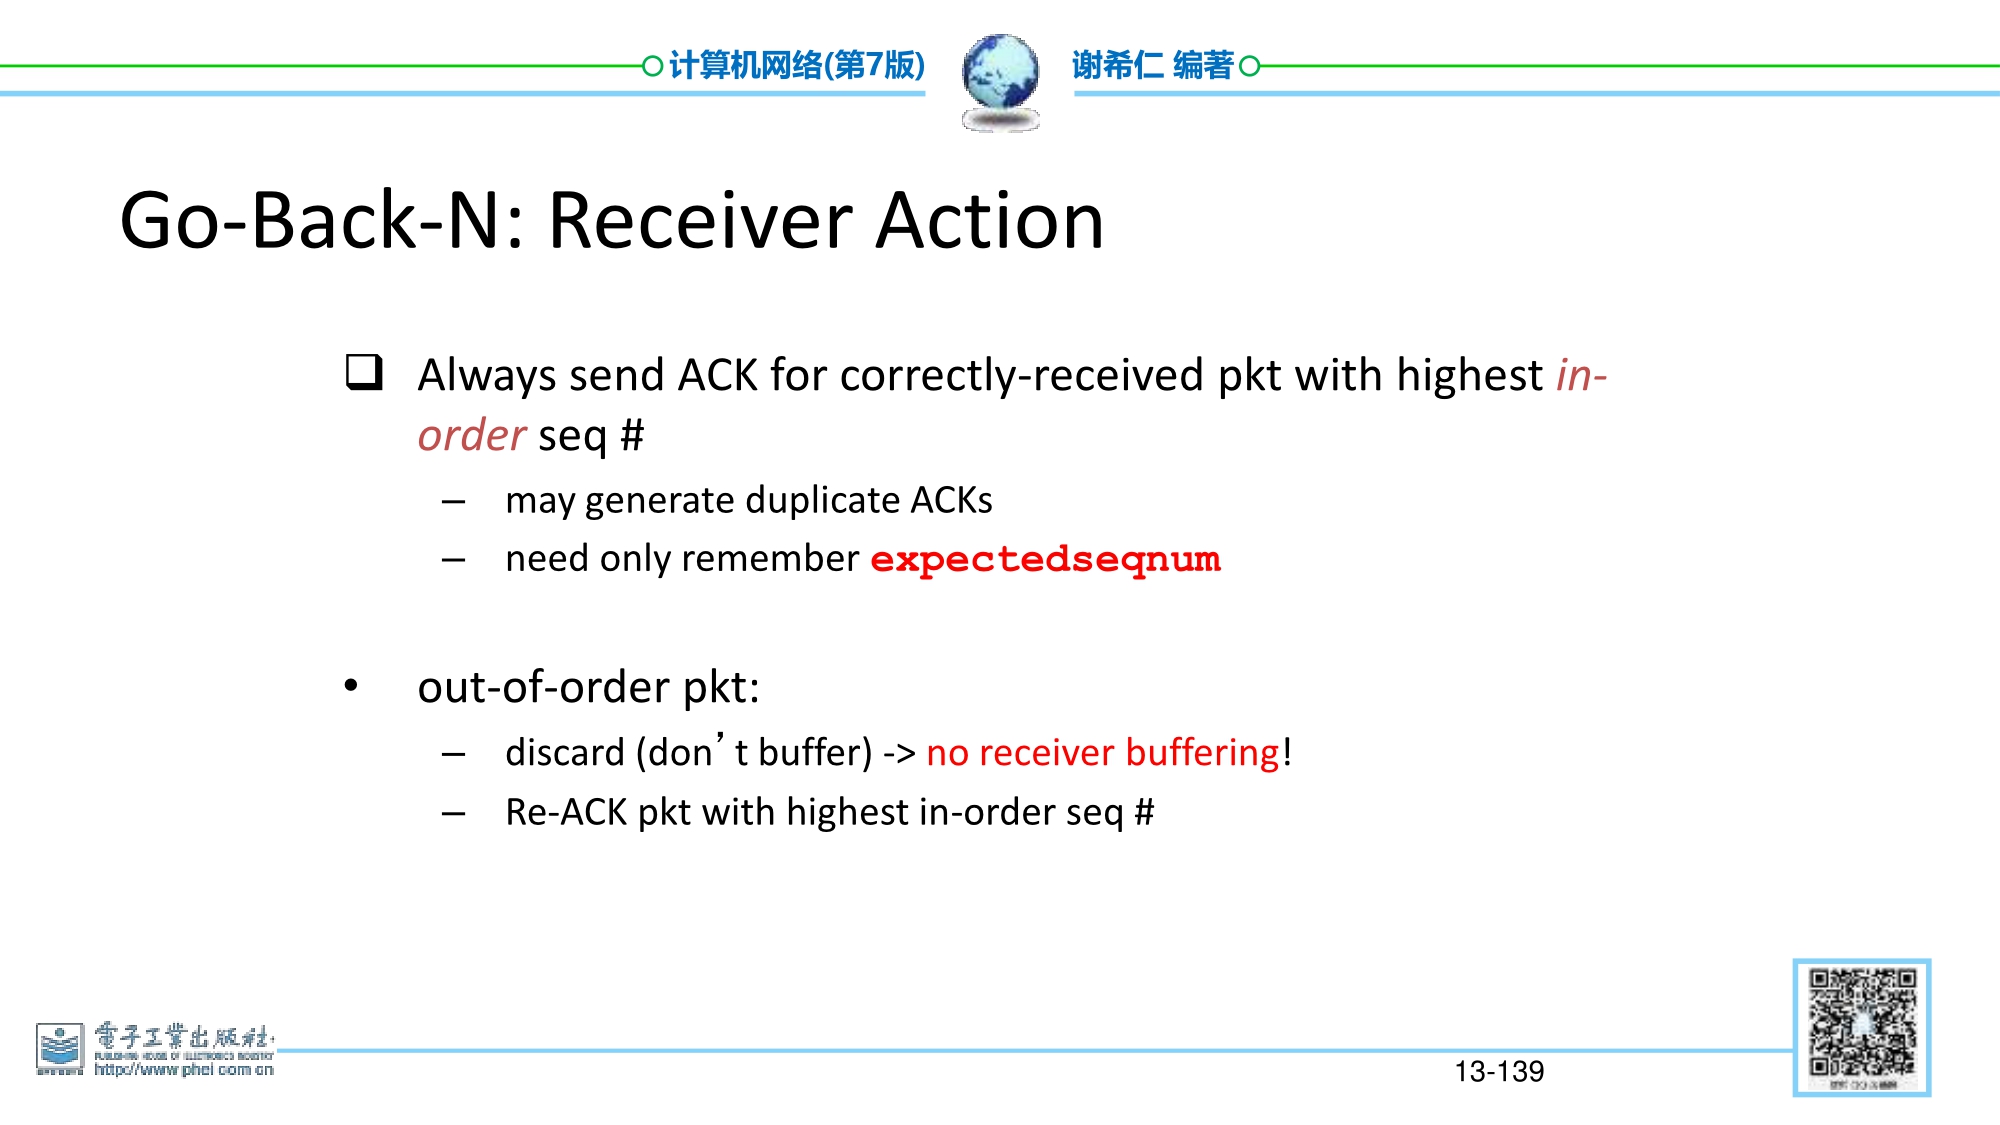 计算机网络(第7版) 谢希仁 编著
Go-Back-N: Receiver Action
❑ Always send ACK for correctly-received pkt with highest in-
order seq #
– may generate duplicate ACKs
– need only remember expectedseqnum
• out-of-order pkt:
– discard (don’t buffer) -> no receiver buffering!
– Re-ACK pkt with highest in-order seq #
電子工業出版社
PUBLISHING HOUSE OF ELECTRONICS INDUSTRY
http://www.phei.com.cn
13-139